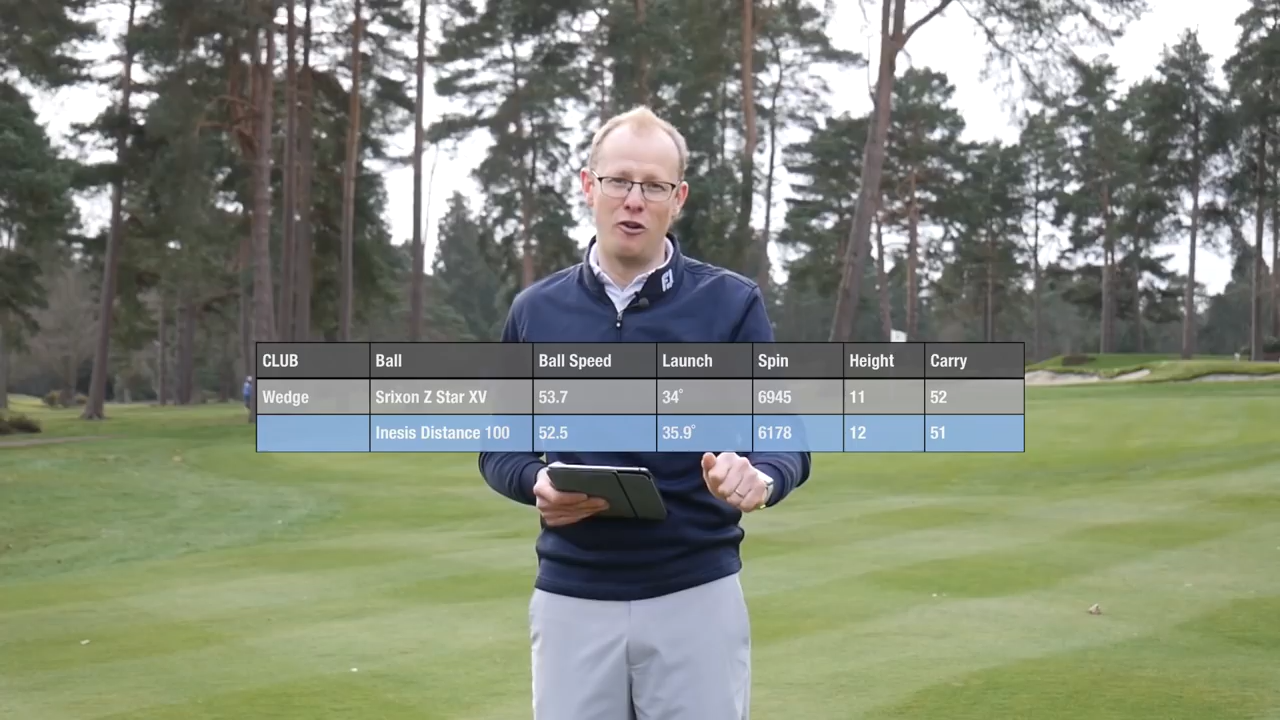 CLUB Ball Ball Speed Launch Spin Height Carry
Wedge Srixon Z Star XV 53.7 34° 6945 11 52
Inesis Distance 100 52.5 35.9° 6178 12 51
FJ